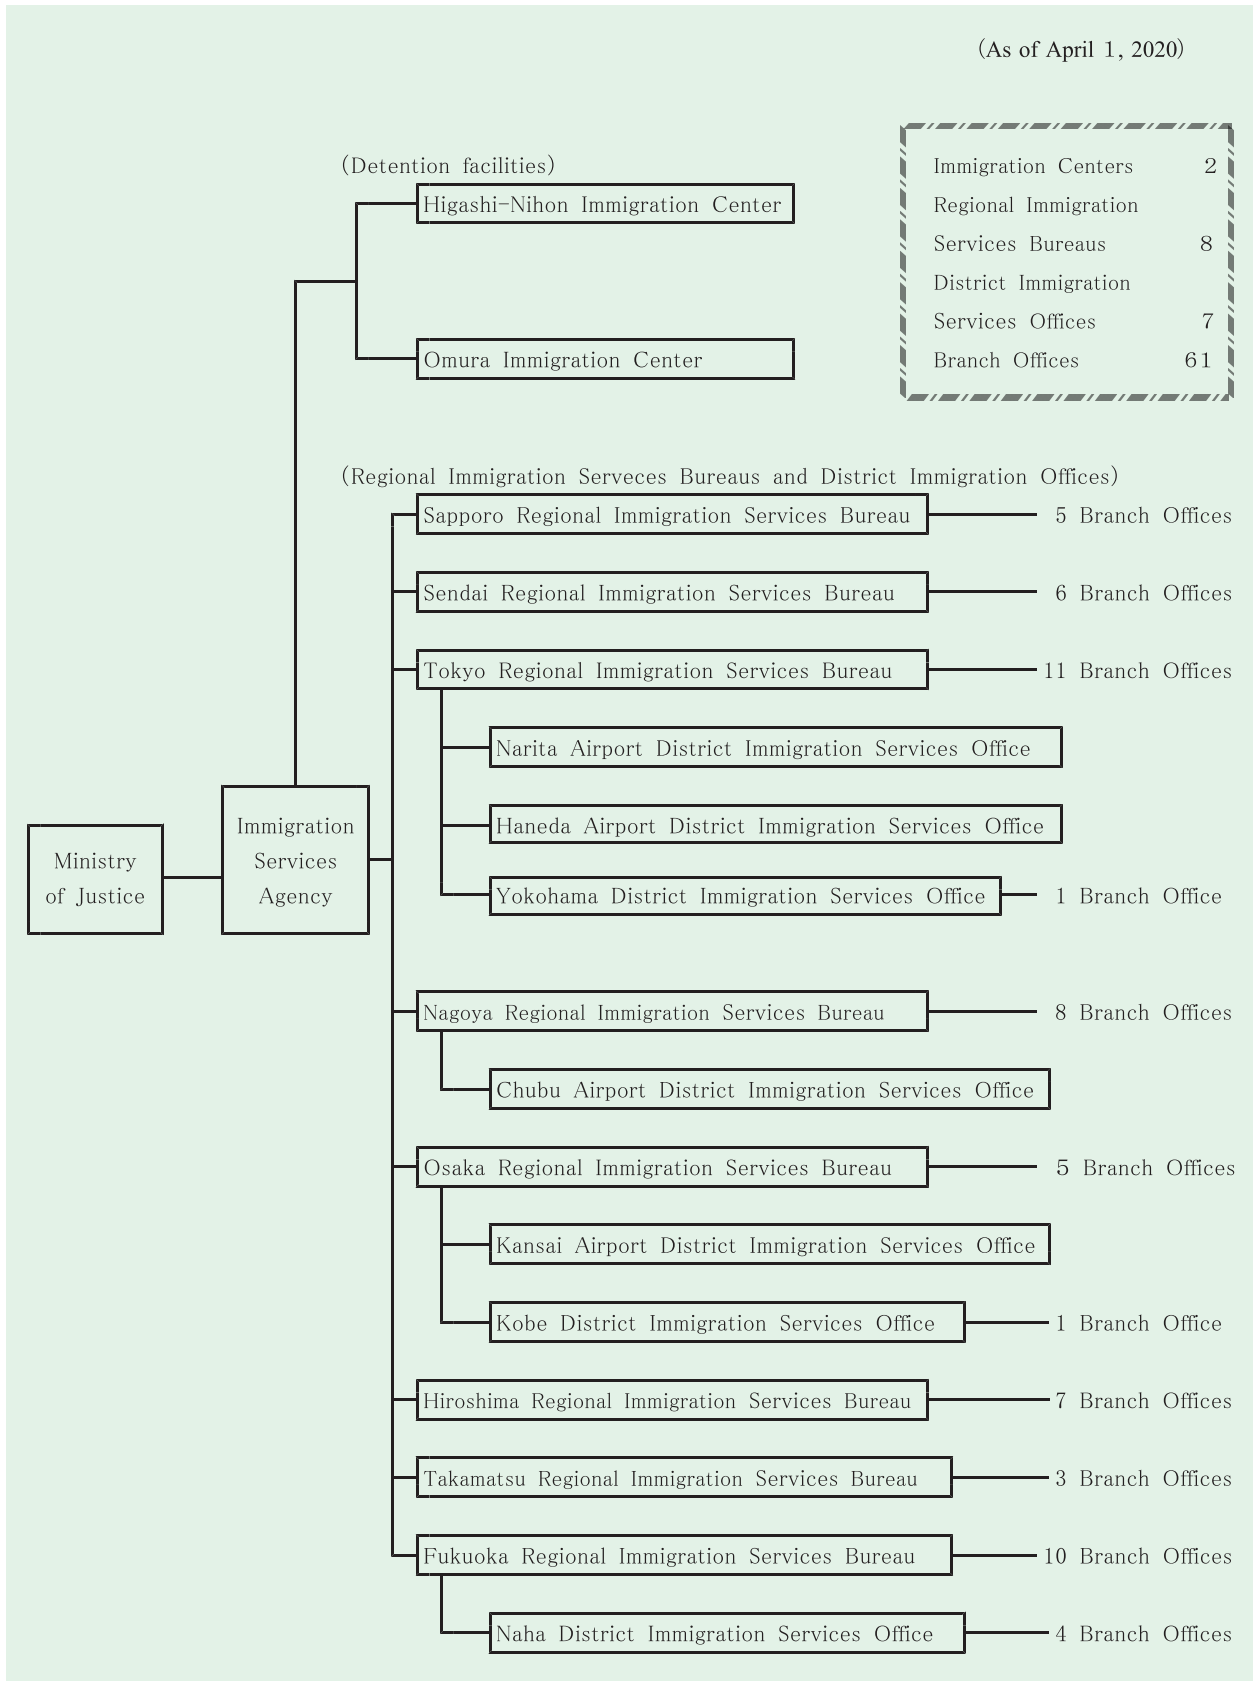 (As of April 1, 2020)
Immigration Centers 2
Regional Immigration
Services Bureaus 8
District Immigration
Services Offices 7
Branch Offices 61
(Detention facilities)
Higashi-Nihon Immigration Center
Omura Immigration Center
(Regional Immigration Serveces Bureaus and District Immigration Offices)
Sapporo Regional Immigration Services Bureau 5 Branch Offices
Sendai Regional Immigration Services Bureau 6 Branch Offices
Tokyo Regional Immigration Services Bureau 11 Branch Offices
Narita Airport District Immigration Services Office
Haneda Airport District Immigration Services Office
Yokohama District Immigration Services Office 1 Branch Office
Ministry
of Justice
Immigration
Services
Agency
Nagoya Regional Immigration Services Bureau 8 Branch Offices
Chubu Airport District Immigration Services Office
Osaka Regional Immigration Services Bureau 5 Branch Offices
Kansai Airport District Immigration Services Office
Kobe District Immigration Services Office 1 Branch Office
Hiroshima Regional Immigration Services Bureau 7 Branch Offices
Takamatsu Regional Immigration Services Bureau 3 Branch Offices
Fukuoka Regional Immigration Services Bureau 10 Branch Offices
Naha District Immigration Services Office 4 Branch Offices